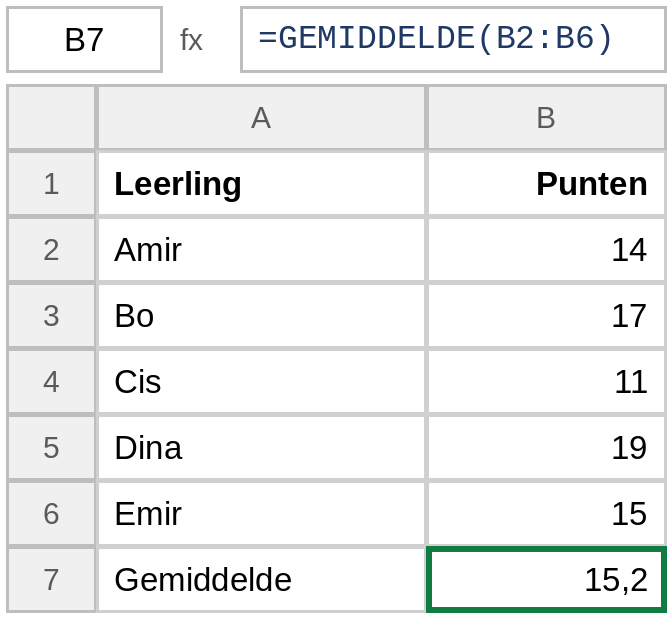 B7 fx =GEMIDDELDE(B2:B6)
A B
1 Leerling Punten
2 Amir 14
3 Bo 17
4 Cis 11
5 Dina 19
6 Emir 15
7 Gemiddelde 15,2